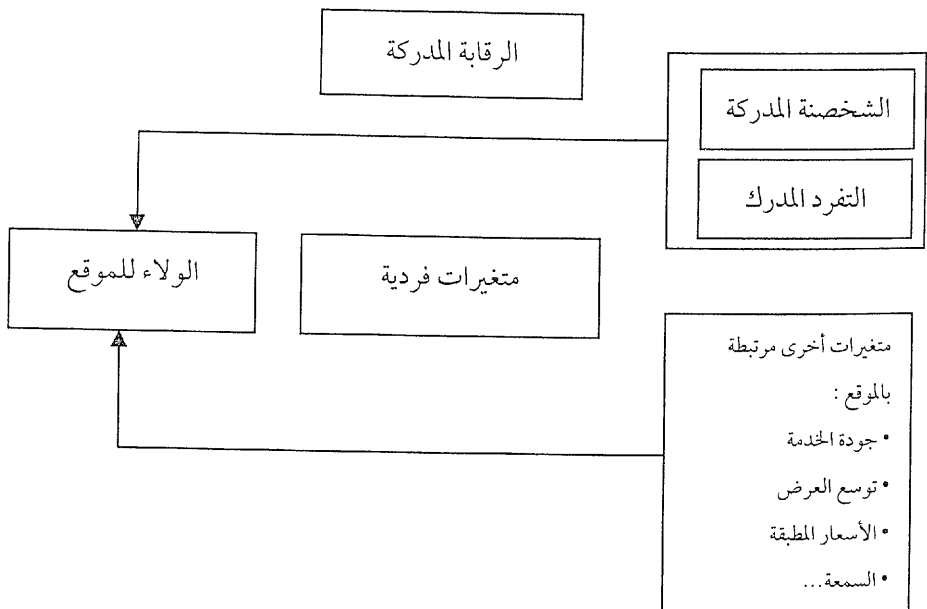 الرقابة المدركة
الشخصنة المدركة
التفرد المدرك
متغيرات فردية
الولاء للموقع
متغيرات أخرى مرتبطة
بالموقع :
• جودة الخدمة
• توسع العرض
• الأسعار المطبقة
• السمعة...